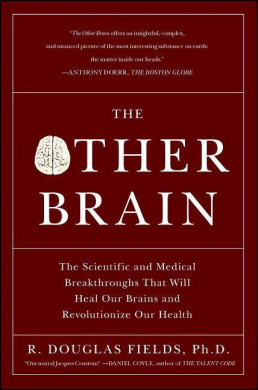 "The Other Brain offers an insightful, complex,
and nuanced picture of the most interesting substance on earth:
the matter inside our heads."
—ANTHONY DOERR, THE BOSTON GLOBE
THE
OTHER
BRAIN
The Scientific and Medical
Breakthroughs That Will
Heal Our Brains and
Revolutionize Our Health
R. DOUGLAS FIELDS, Ph.D.
"Our neural Jacques Cousteau" —DANIEL COYLE, author of THE TALENT CODE